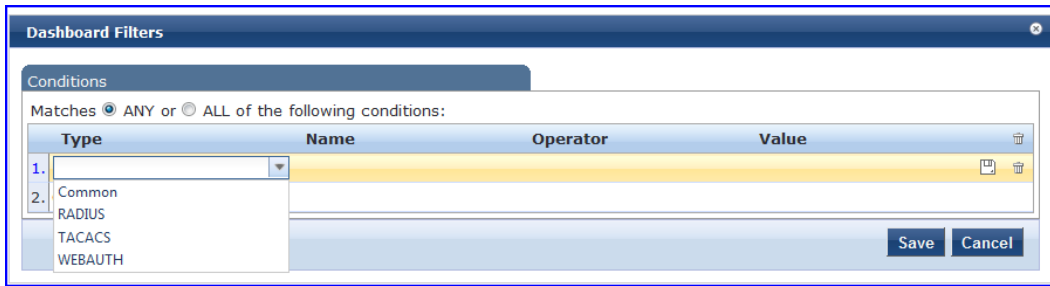 Dashboard Filters
Conditions
Matches ANY or ALL of the following conditions:
Type Name Operator Value
1.
2.
Common
RADIUS
TACACS
WEBAUTH
Save Cancel